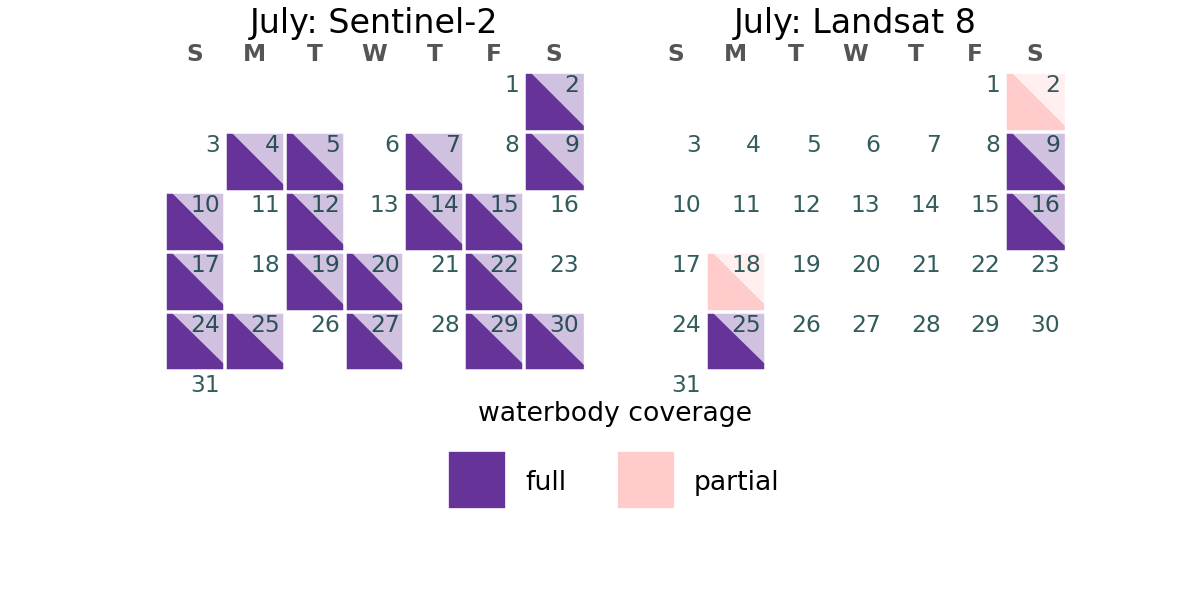 July: Sentinel-2
S M T W T F S
1 2
3 4 5 6 7 8 9
10 11 12 13 14 15 16
17 18 19 20 21 22 23
24 25 26 27 28 29 30
31
July: Landsat 8
S M T W T F S
1 2
3 4 5 6 7 8 9
10 11 12 13 14 15 16
17 18 19 20 21 22 23
24 25 26 27 28 29 30
31
waterbody coverage
full partial